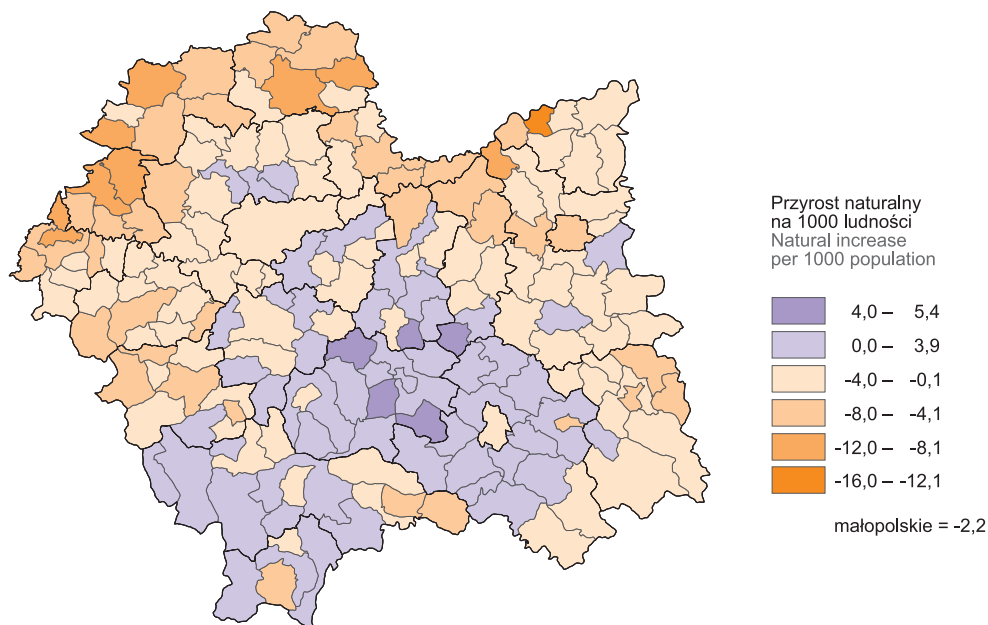 Przyrost naturalny
na 1000 ludności
Natural increase
per 1000 population
4,0 – 5,4
0,0 – 3,9
-4,0 – -0,1
-8,0 – -4,1
-12,0 – -8,1
-16,0 – -12,1
małopolskie = -2,2